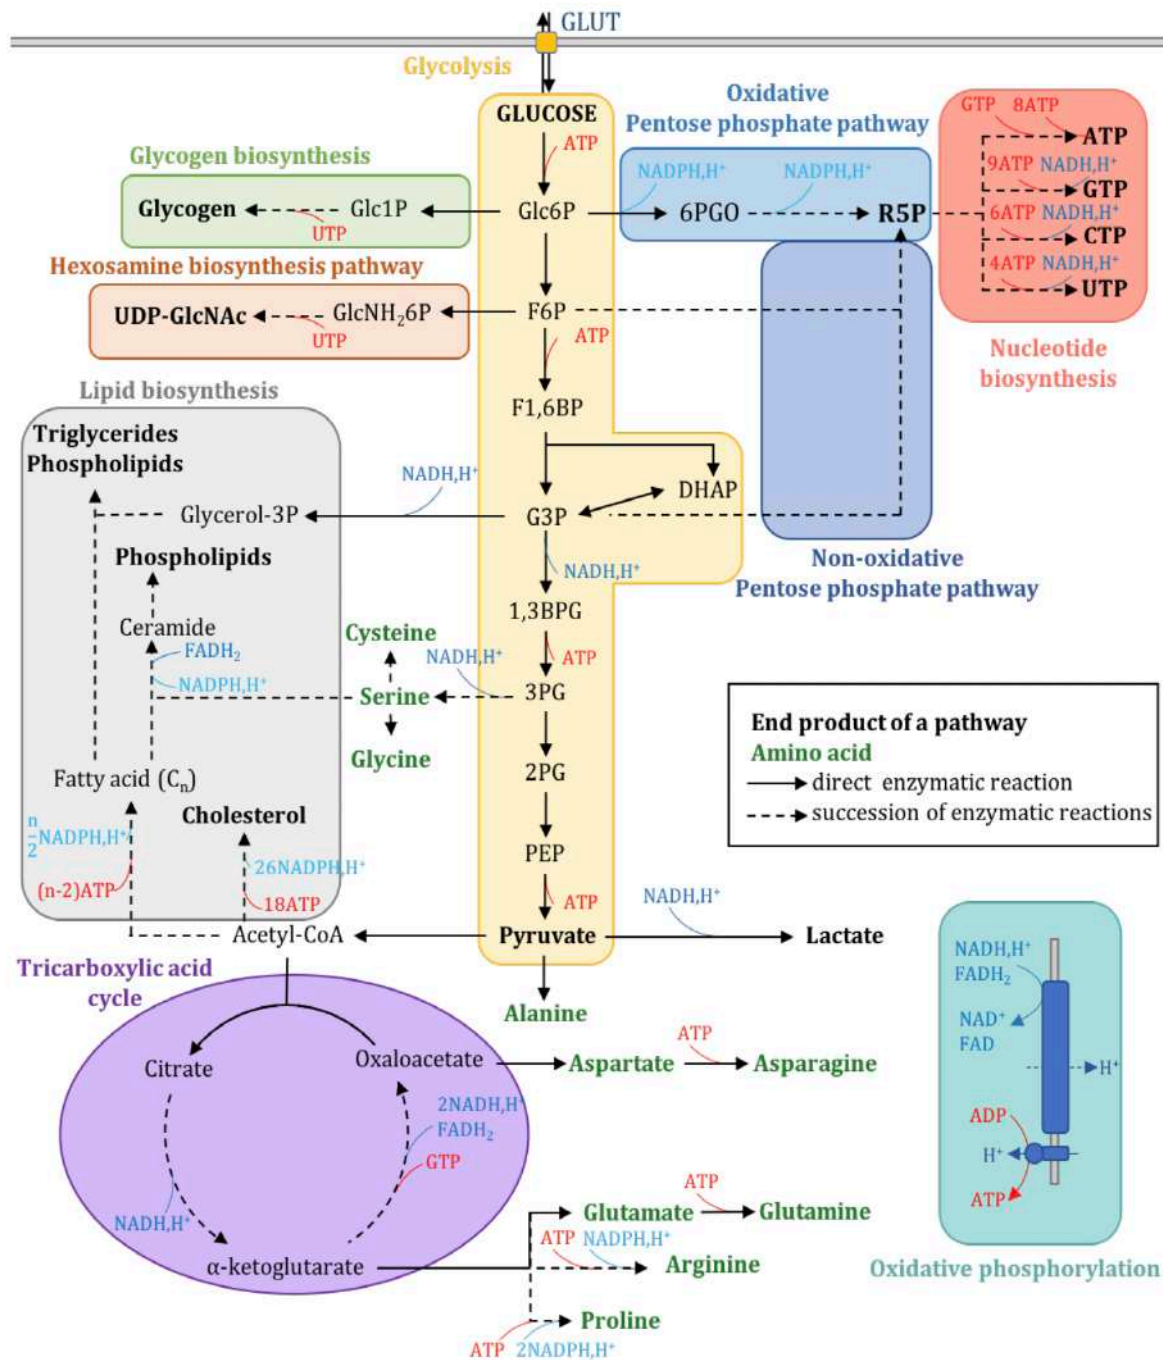 GLUT
Glycolysis
GLUCOSE
ATP
Oxidative
Pentose phosphate pathway
GTP 8ATP
ATP
9ATP NADH,H⁺
GTP
6ATP NADH,H⁺
CTP
4ATP NADH,H⁺
UTP
Nucleotide
biosynthesis
Glycogen biosynthesis
Glycogen
UTP
Glc1P
Glc6P
NADPH,H⁺
6PGO
NADPH,H⁺
R5P
Hexosamine biosynthesis pathway
UDP-GlcNAc
UTP
GlcNH₂6P
F6P
ATP
F1,6BP
DHAP
G3P
NADH,H⁺
Non-oxidative
Pentose phosphate pathway
Lipid biosynthesis
Triglycerides
Phospholipids
NADH,H⁺
Glycerol-3P
Phospholipids
Ceramide
FADH₂
NADPH,H⁺
Cysteine
Serine
Glycine
NADH,H⁺
1,3BPG
ATP
3PG
2PG
PEP
ATP
Fatty acid (Cₙ)
Cholesterol
n
2
NADPH,H⁺
(n-2)ATP
26NADPH,H⁺
18ATP
Acetyl-CoA
Pyruvate
NADH,H⁺
Lactate
Alanine
End product of a pathway
Amino acid
direct enzymatic reaction
succession of enzymatic reactions
Tricarboxylic acid
cycle
Citrate
Oxaloacetate
2NADH,H⁺
FADH₂
GTP
NADH,H⁺
α-ketoglutarate
Aspartate
ATP
Asparagine
Glutamate
ATP
Glutamine
ATP NADPH,H⁺
Arginine
Proline
ATP 2NADPH,H⁺
NADH,H⁺
FADH₂
NAD⁺
FAD
H⁺
ADP
H⁺
ATP
Oxidative phosphorylation